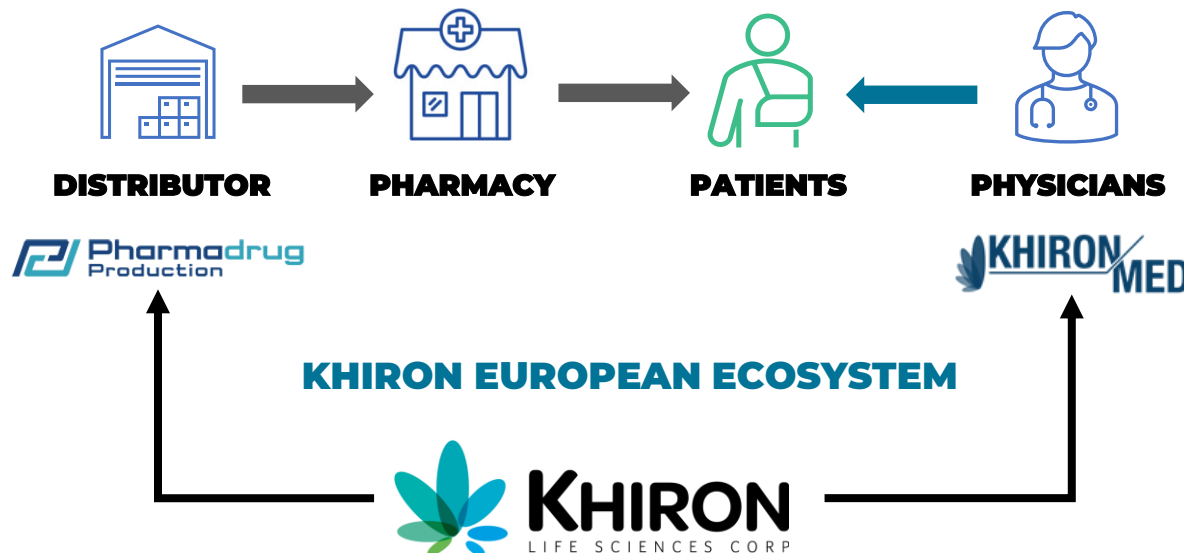 DISTRIBUTOR
PHARMACY
PATIENTS
PHYSICIANS
Pharmadrug
Production
KHIRON
MED
KHIRON EUROPEAN ECOSYSTEM
KHIRON
LIFE SCIENCES CORP